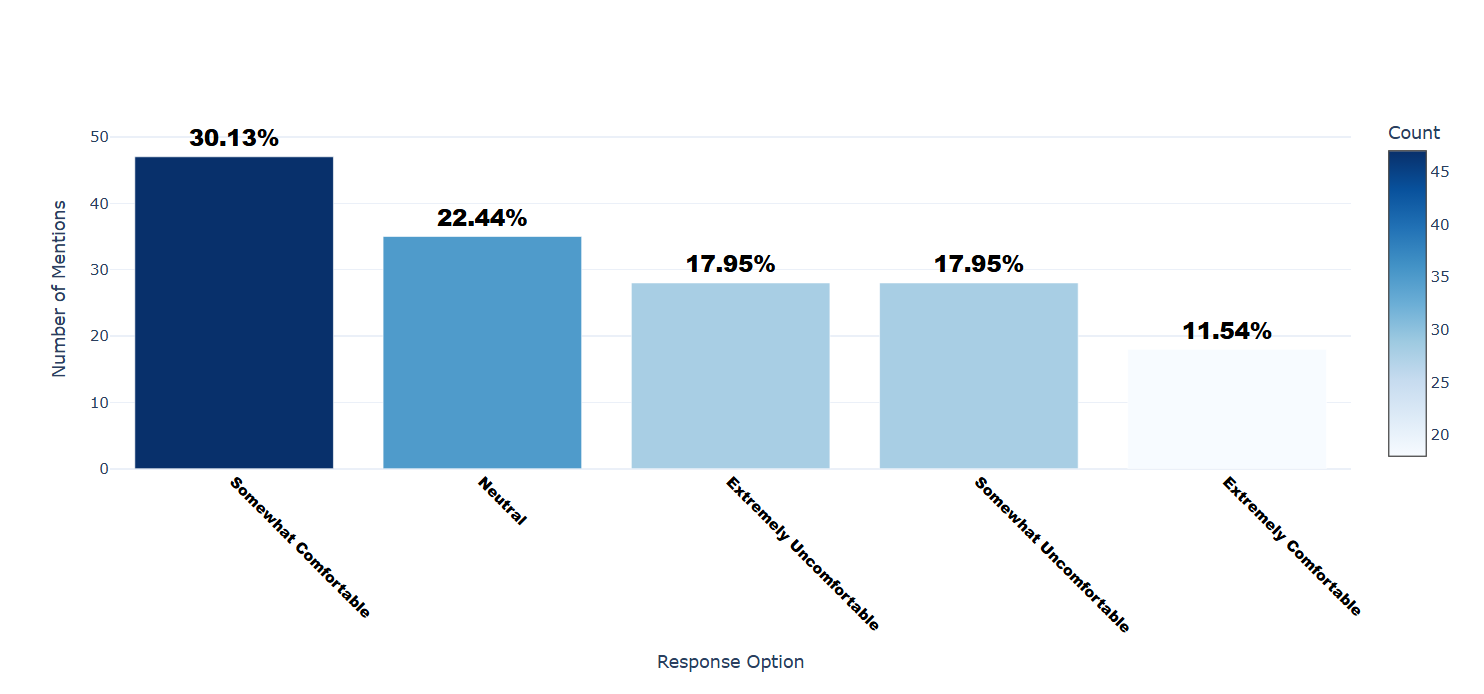 50
40
30
20
10
0
Number of Mentions
30.13%
22.44%
17.95%
17.95%
11.54%
Somewhat Comfortable
Neutral
Extremely Uncomfortable
Somewhat Uncomfortable
Extremely Comfortable
Response Option
Count
45
40
35
30
25
20